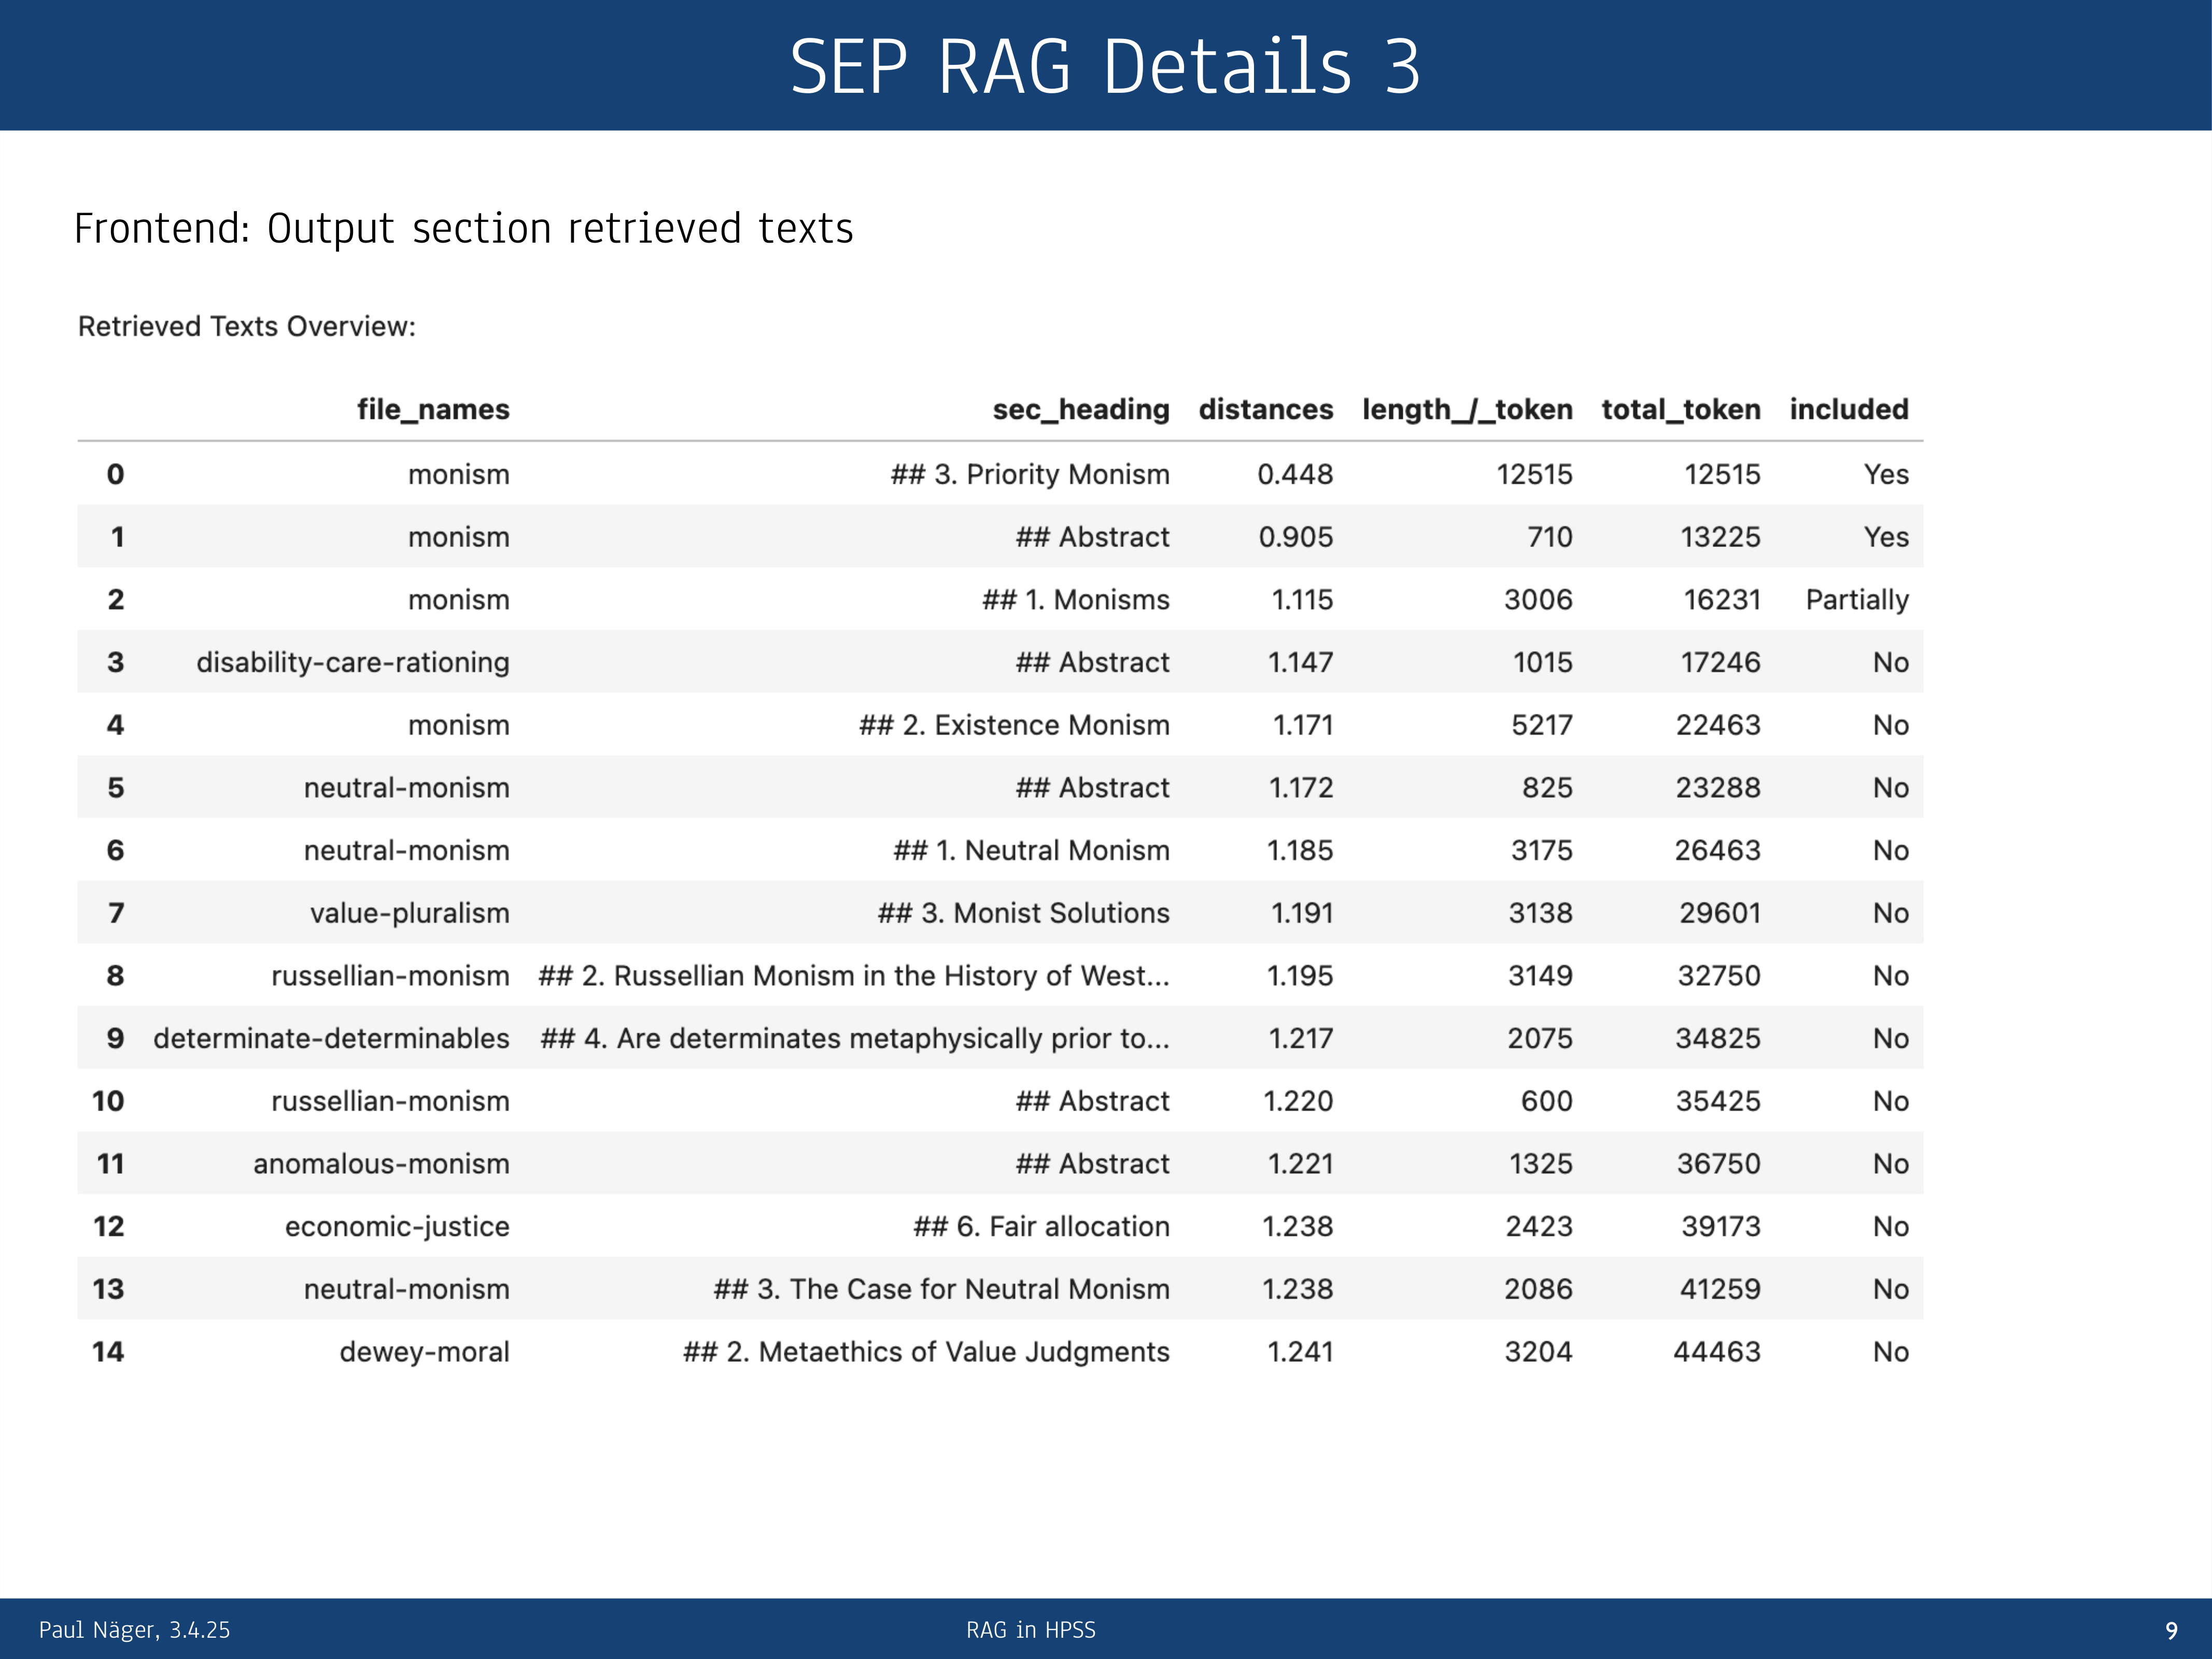 SEP RAG Details 3
Frontend: Output section retrieved texts
Retrieved Texts Overview:
file_names sec_heading distances length_/_token total_token included
0 monism ## 3. Priority Monism 0.448 12515 12515 Yes
1 monism ## Abstract 0.905 710 13225 Yes
2 monism ## 1. Monisms 1.115 3006 16231 Partially
3 disability-care-rationing ## Abstract 1.147 1015 17246 No
4 monism ## 2. Existence Monism 1.171 5217 22463 No
5 neutral-monism ## Abstract 1.172 825 23288 No
6 neutral-monism ## 1. Neutral Monism 1.185 3175 26463 No
7 value-pluralism ## 3. Monist Solutions 1.191 3138 29601 No
8 russellian-monism ## 2. Russellian Monism in the History of West... 1.195 3149 32750 No
9 determinate-determinables ## 4. Are determinates metaphysically prior to... 1.217 2075 34825 No
10 russellian-monism ## Abstract 1.220 600 35425 No
11 anomalous-monism ## Abstract 1.221 1325 36750 No
12 economic-justice ## 6. Fair allocation 1.238 2423 39173 No
13 neutral-monism ## 3. The Case for Neutral Monism 1.238 2086 41259 No
14 dewey-moral ## 2. Metaethics of Value Judgments 1.241 3204 44463 No
Paul Näger, 3.4.25 RAG in HPSS 9